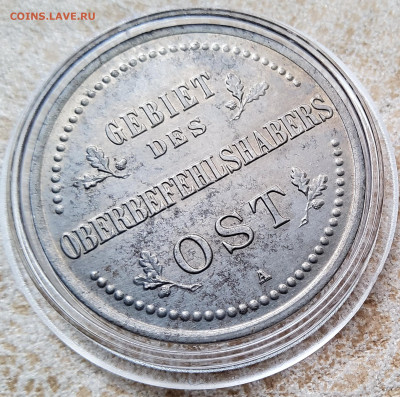 COINS.LAVE.RU
GEBIET
DES
OBERBEFEHLSHABERS
OST
A